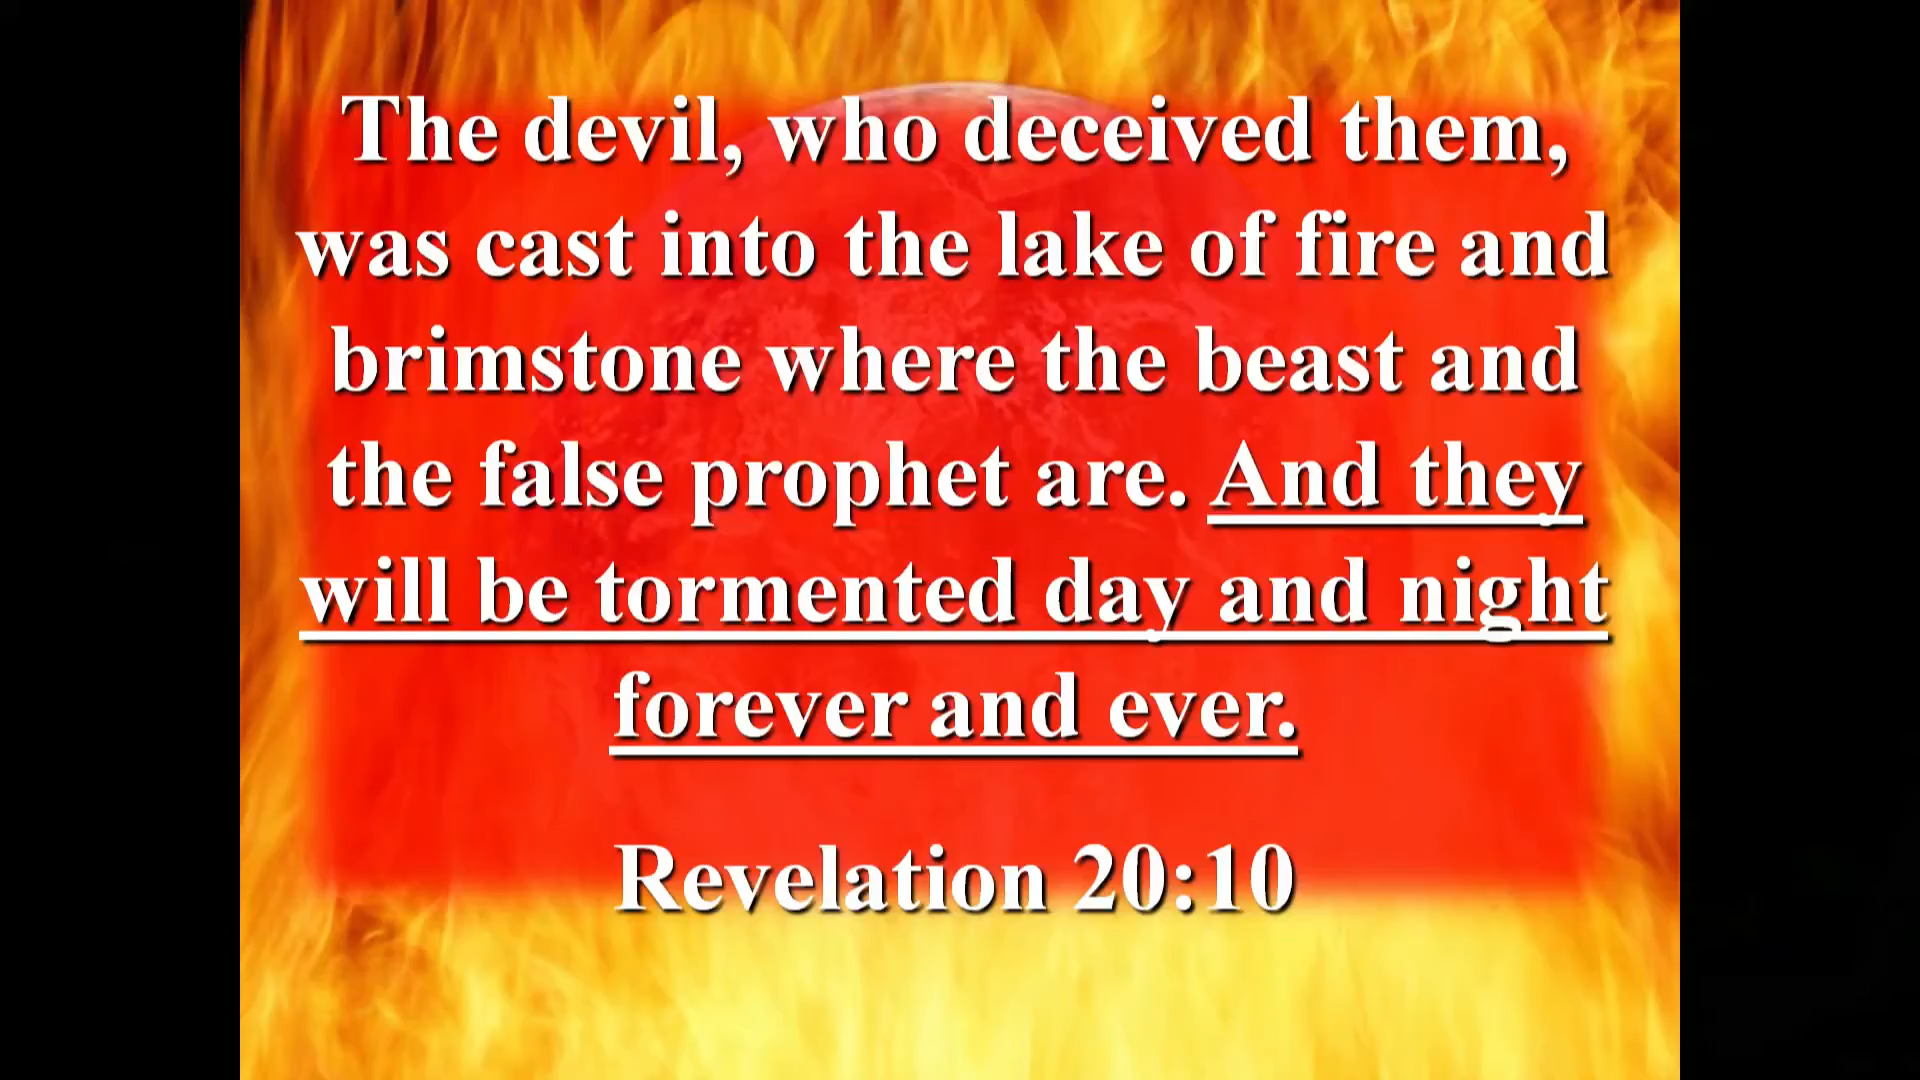 The devil, who deceived them,
was cast into the lake of fire and
brimstone where the beast and
the false prophet are. And they
will be tormented day and night
forever and ever.
Revelation 20:10